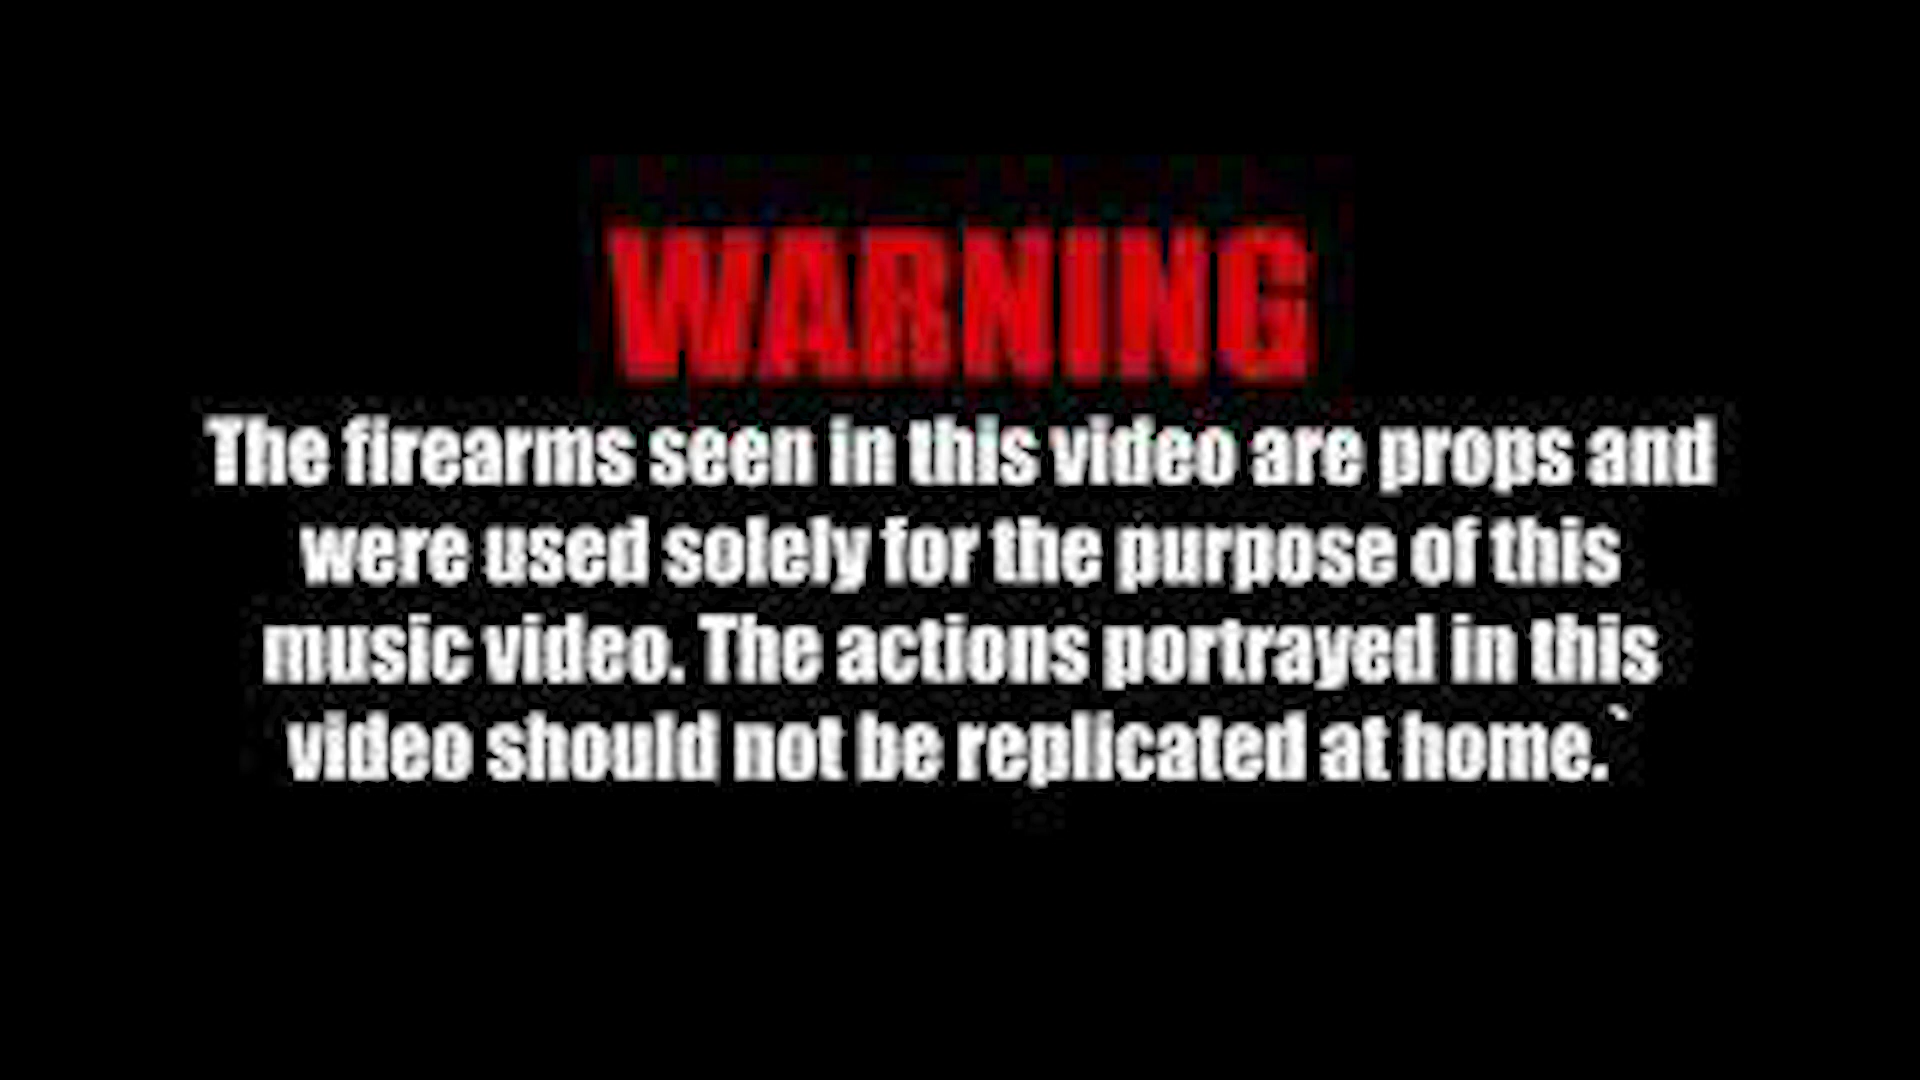 WARNING
The firearms seen in this video are props and
were used solely for the purpose of this
music video. The actions portrayed in this
video should not be replicated at home.`